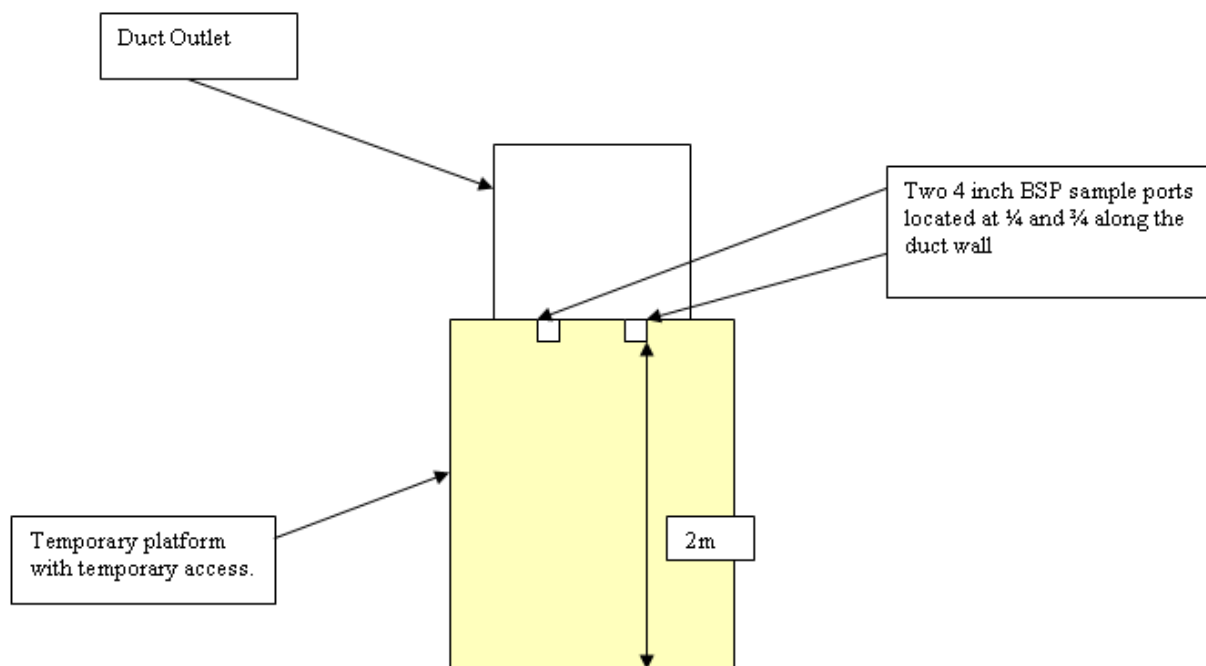 Duct Outlet
Two 4 inch BSP sample ports
located at ¼ and ¾ along the
duct wall
Temporary platform
with temporary access.
2m